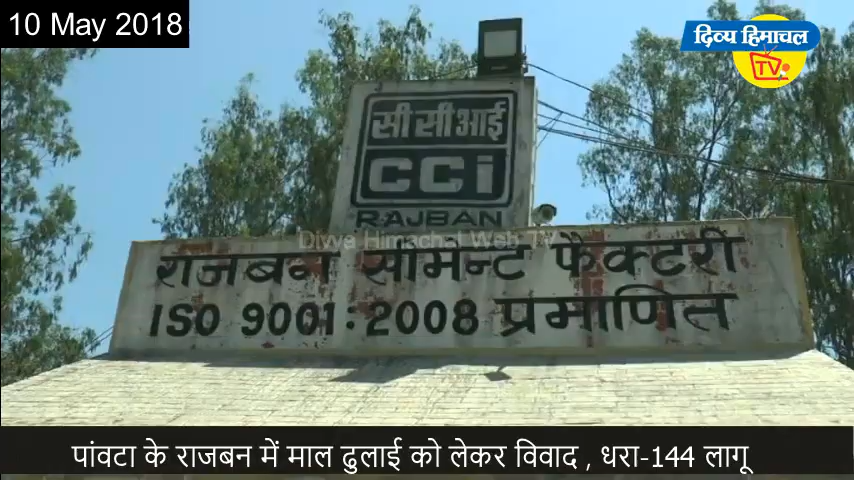 10 May 2018
दिव्य हिमाचल
TV
सी सी आई
CCI
RAJBAN
Divya Himachal Web TV
राजबन सीमेन्ट फैक्टरी
ISO 9001:2008 प्रमाणित
पांवटा के राजबन में माल ढुलाई को लेकर विवाद , धरा-144 लागू